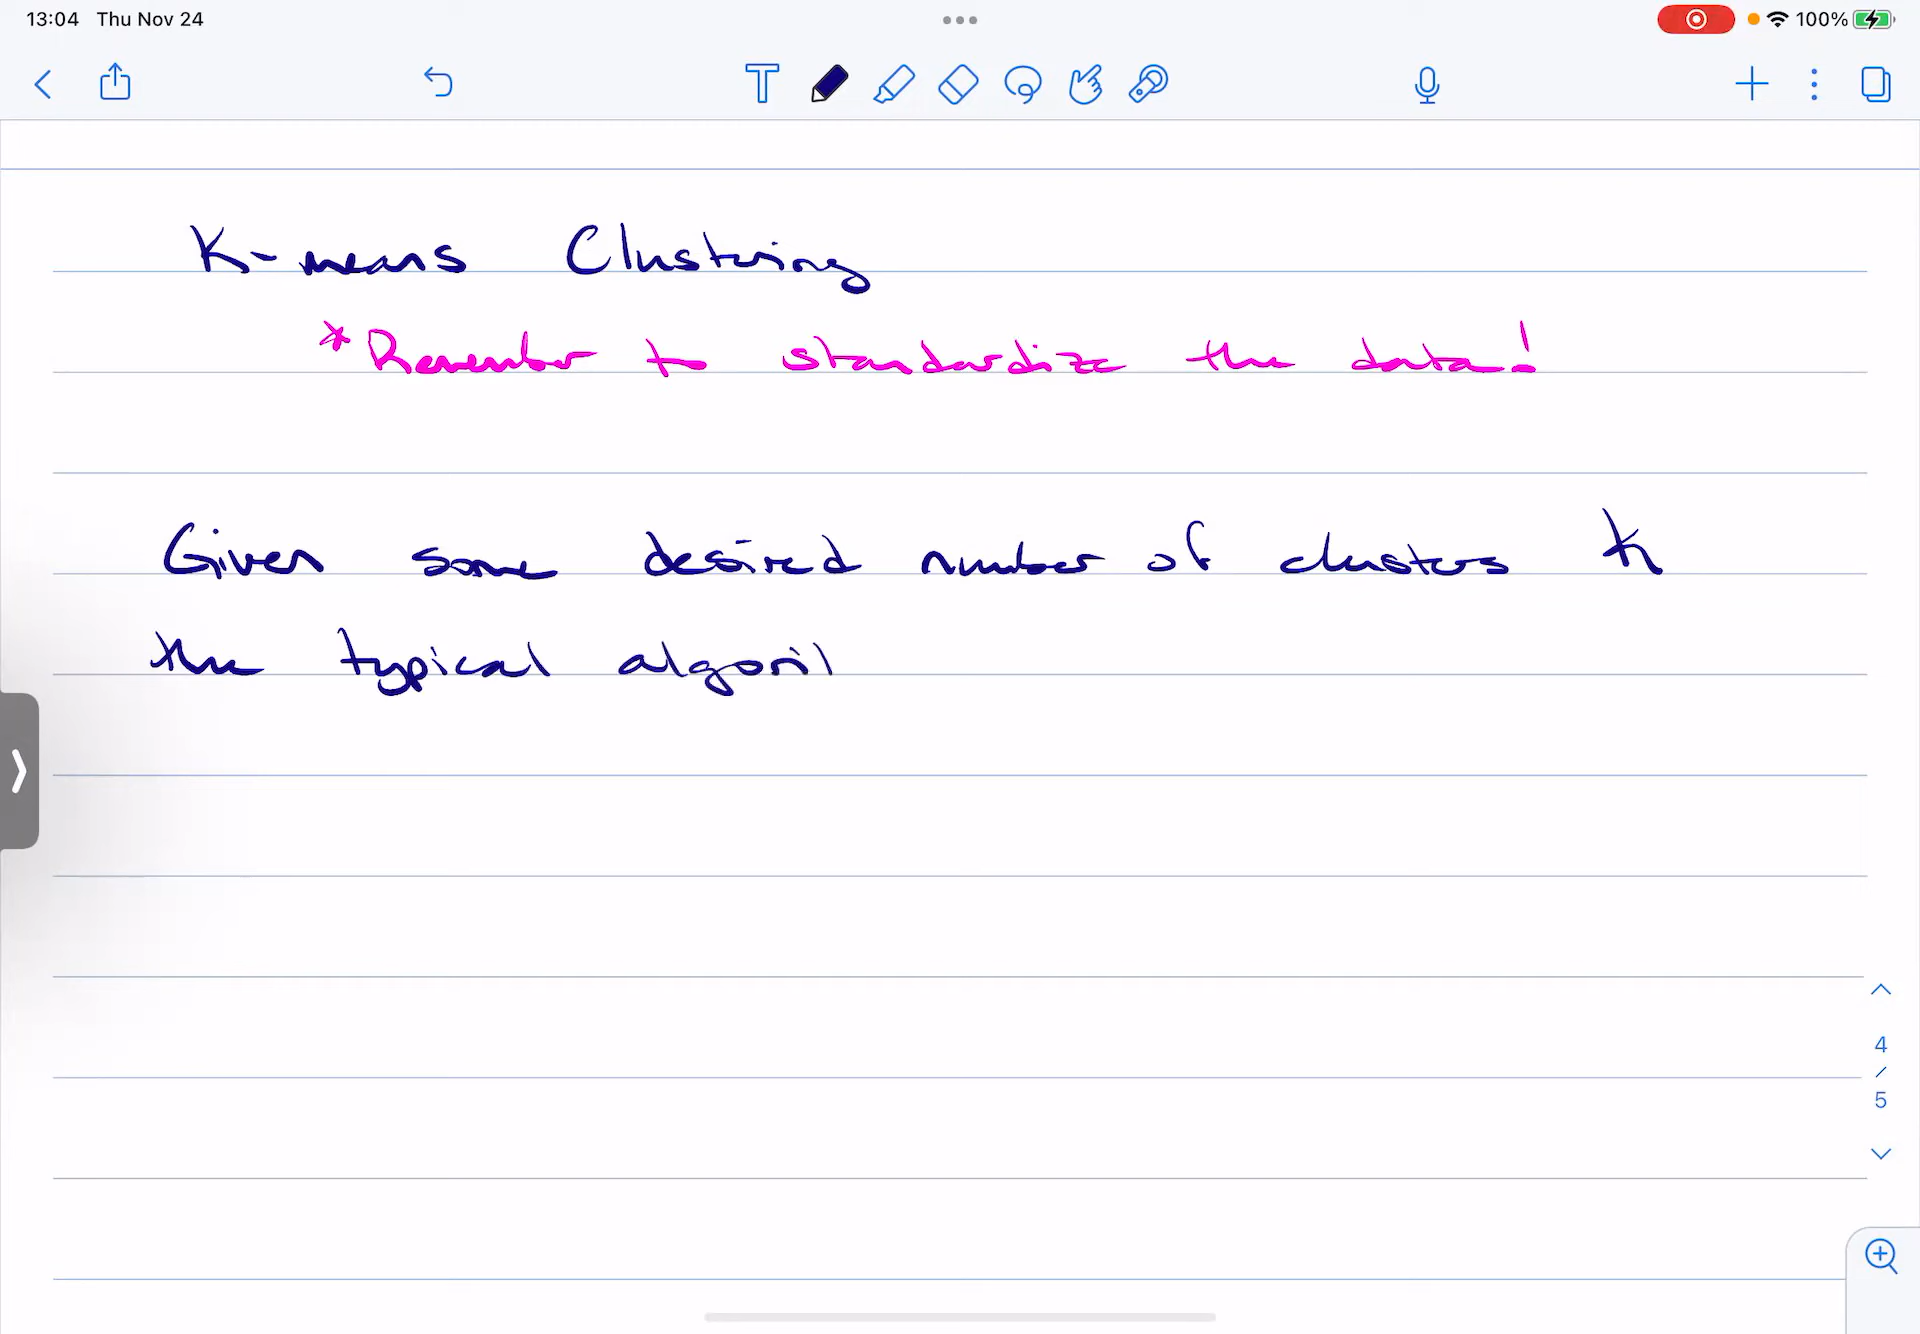 13:04 Thu Nov 24
100%
K-means Clustering
*Remember to standardize the data!
Given some desired number of clusters K
the typical algorit
4
/
5